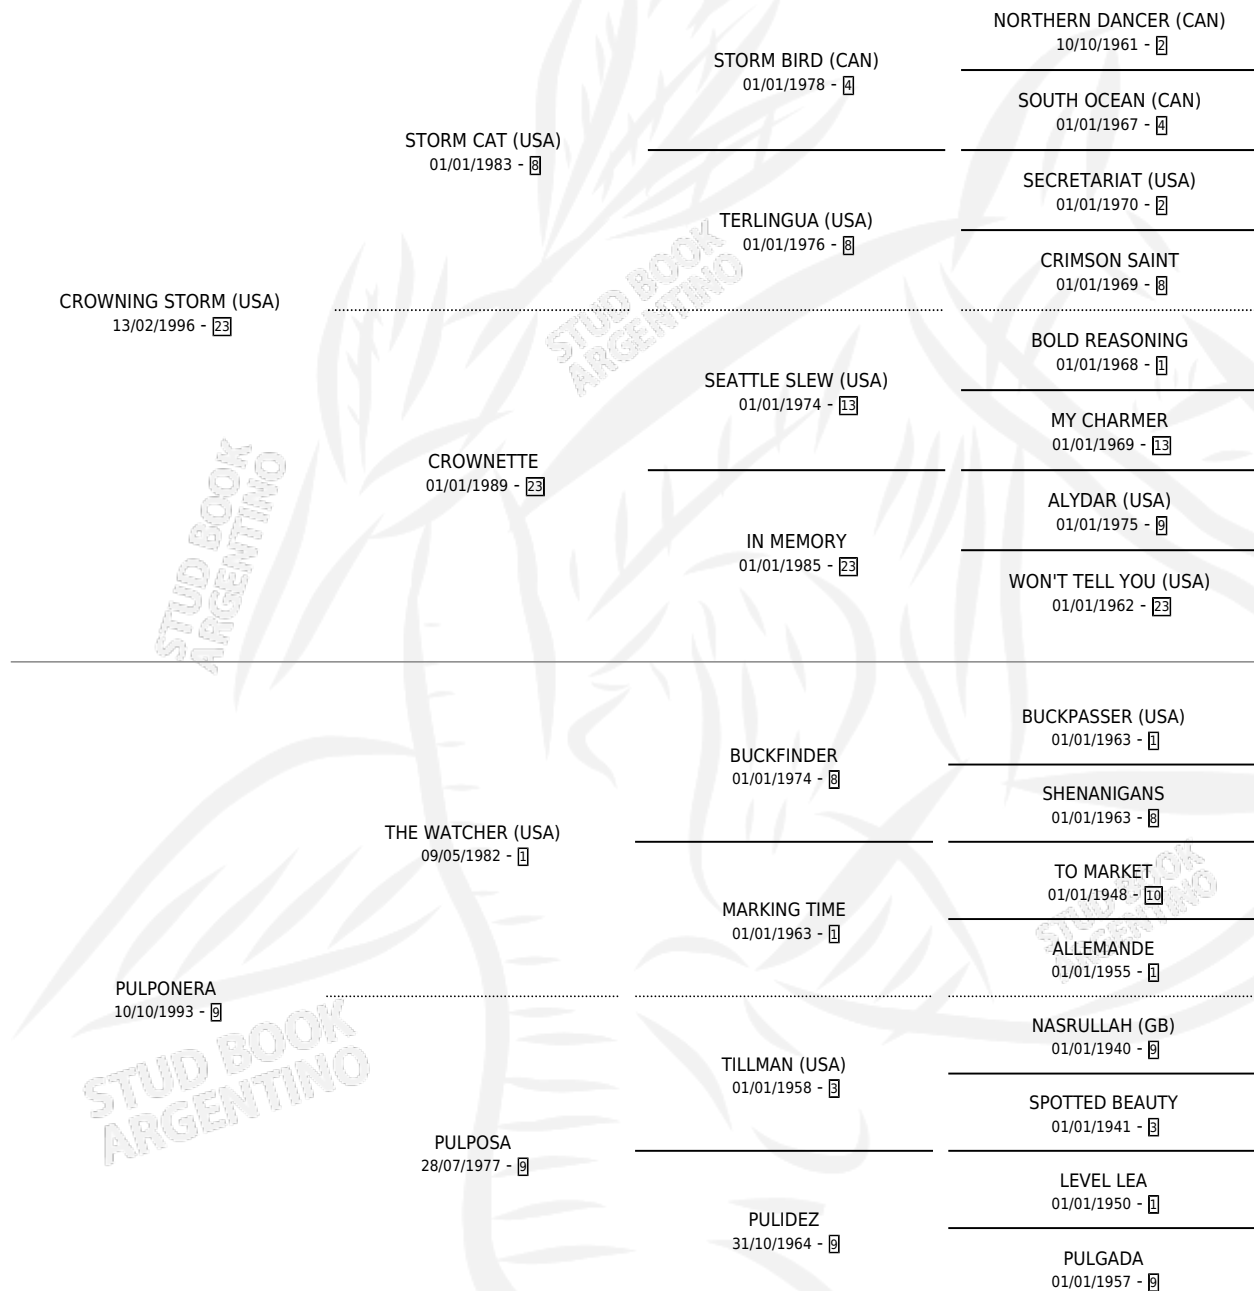 NORTHERN DANCER (CAN)
10/10/1961 - 2
STORM BIRD (CAN)
01/01/1978 - 4
SOUTH OCEAN (CAN)
01/01/1967 - 4
STORM CAT (USA)
01/01/1983 - 8
SECRETARIAT (USA)
01/01/1970 - 2
TERLINGUA (USA)
01/01/1976 - 8
CRIMSON SAINT
01/01/1969 - 8
CROWNING STORM (USA)
13/02/1996 - 23
BOLD REASONING
01/01/1968 - 1
SEATTLE SLEW (USA)
01/01/1974 - 13
MY CHARMER
01/01/1969 - 13
CROWNETTE
01/01/1989 - 23
ALYDAR (USA)
01/01/1975 - 9
IN MEMORY
01/01/1985 - 23
WON'T TELL YOU (USA)
01/01/1962 - 23
BUCKPASSER (USA)
01/01/1963 - 1
BUCKFINDER
01/01/1974 - 8
SHENANIGANS
01/01/1963 - 8
THE WATCHER (USA)
09/05/1982 - 1
TO MARKET
01/01/1948 - 10
MARKING TIME
01/01/1963 - 1
ALLEMANDE
01/01/1955 - 1
PULPONERA
10/10/1993 - 9
NASRULLAH (GB)
01/01/1940 - 9
TILLMAN (USA)
01/01/1958 - 3
SPOTTED BEAUTY
01/01/1941 - 3
PULPOSA
28/07/1977 - 9
LEVEL LEA
01/01/1950 - 1
PULIDEZ
31/10/1964 - 9
PULGADA
01/01/1957 - 9
STUD BOOK
ARGENTINO
STUD BOOK
ARGENTINO
STUD BOOK
ARGENTINO
STUD BOOK
ARGENTINO